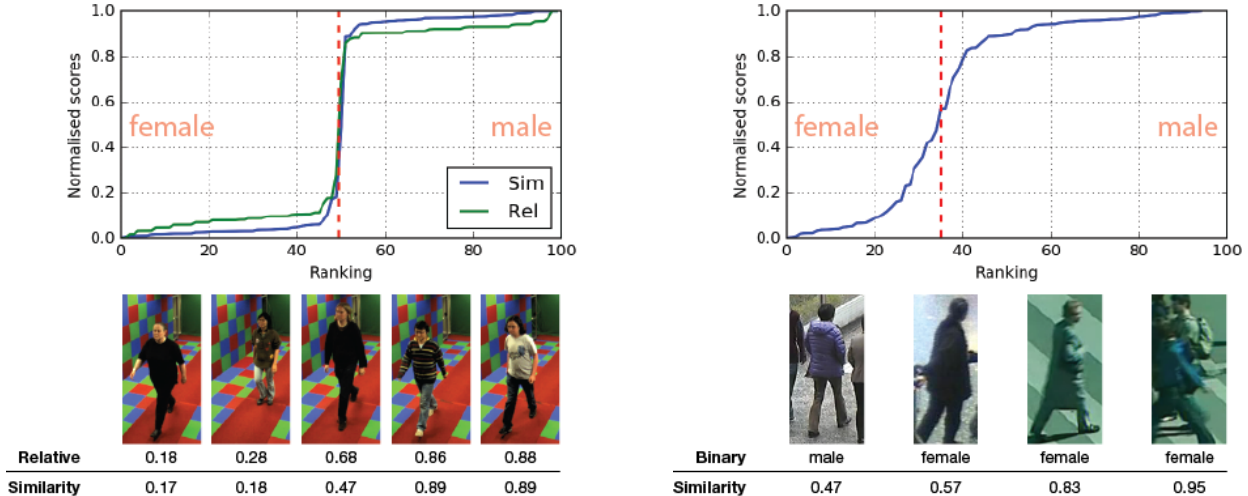 1.0
0.8
0.6
0.4
0.2
0.0
Normalised scores
female
male
Sim
Rel
0 20 40 60 80 100
Ranking
Relative 0.18 0.28 0.68 0.86 0.88
Similarity 0.17 0.18 0.47 0.89 0.89
1.0
0.8
0.6
0.4
0.2
0.0
Normalised scores
female
male
0 20 40 60 80 100
Ranking
Binary male female female female
Similarity 0.47 0.57 0.83 0.95